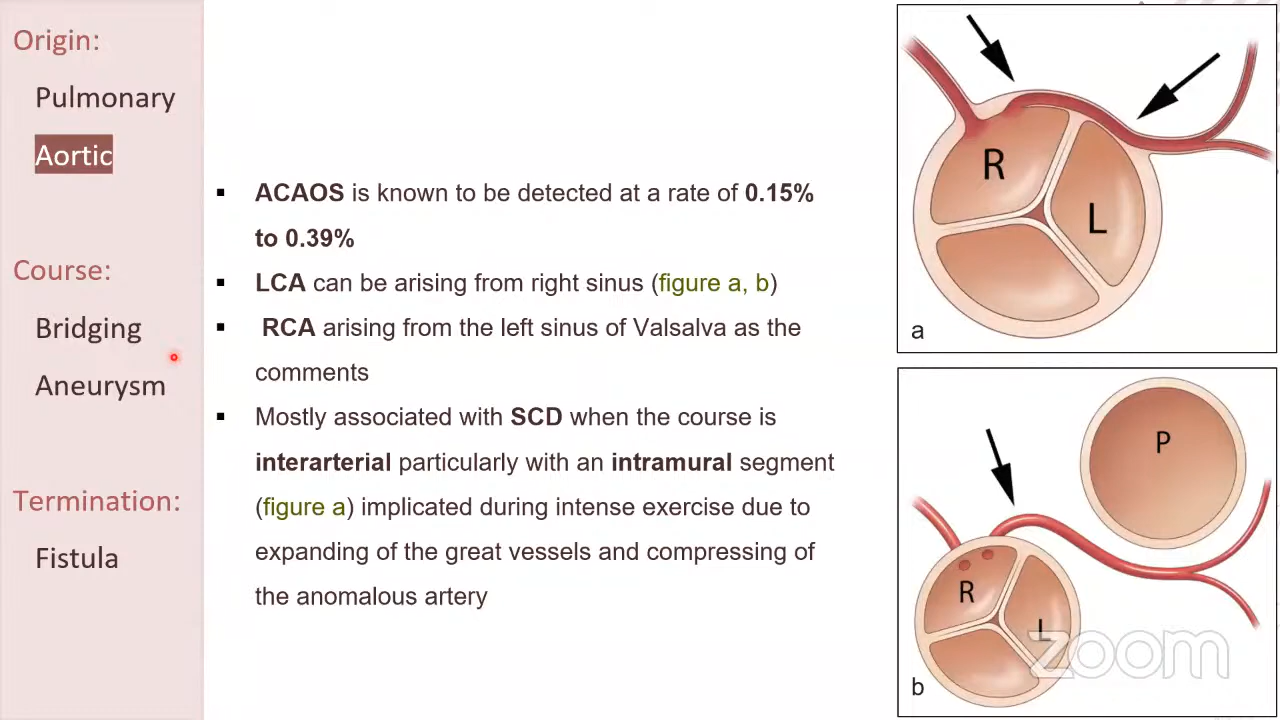 Origin:
Pulmonary
Aortic
Course:
Bridging
Aneurysm
Termination:
Fistula
▪ ACAOS is known to be detected at a rate of 0.15%
to 0.39%
▪ LCA can be arising from right sinus (figure a, b)
▪ RCA arising from the left sinus of Valsalva as the
comments
▪ Mostly associated with SCD when the course is
interarterial particularly with an intramural segment
(figure a) implicated during intense exercise due to
expanding of the great vessels and compressing of
the anomalous artery
R
L
a
P
R
L
b
zoom